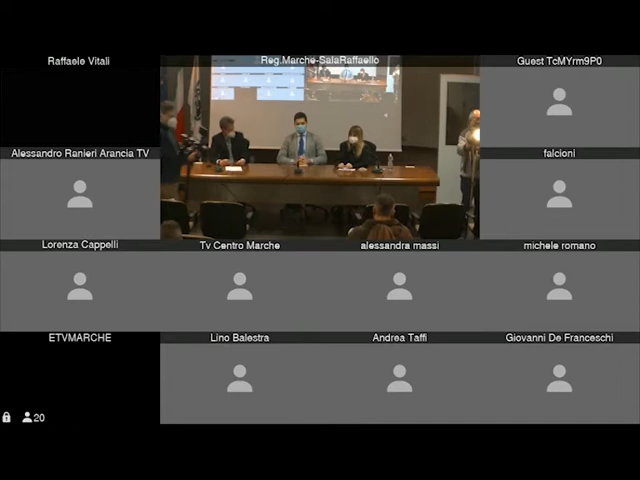 Raffaele Vitali
Reg.Marche-SalaRaffaello
Guest TcMYrm9P0
Alessandro Ranieri Arancia TV
falcioni
Lorenza Cappelli
Tv Centro Marche
alessandra massi
michele romano
ETVMARCHE
Lino Balestra
Andrea Taffi
Giovanni De Franceschi
20